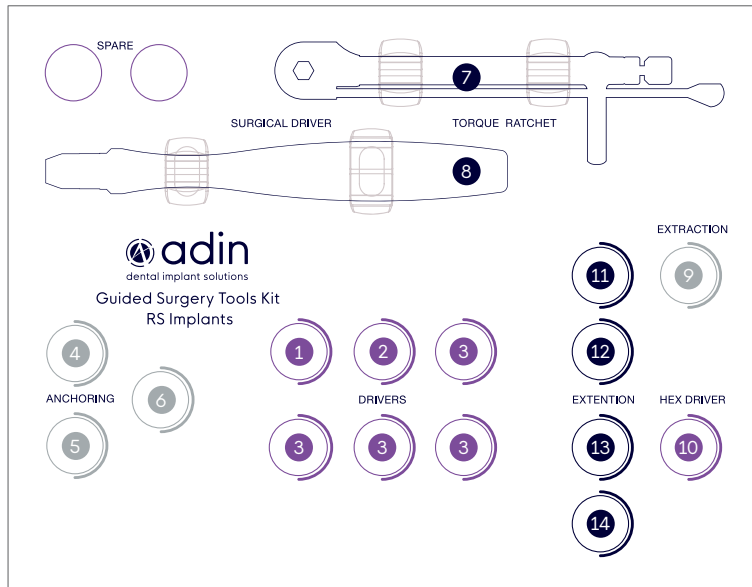 SPARE
7
SURGICAL DRIVER
TORQUE RATCHET
8
adin
dental implant solutions
Guided Surgery Tools Kit
RS Implants
EXTRACTION
11
9
12
4
ANCHORING
6
5
1
2
3
DRIVERS
3
3
3
EXTENTION
HEX DRIVER
13
10
14